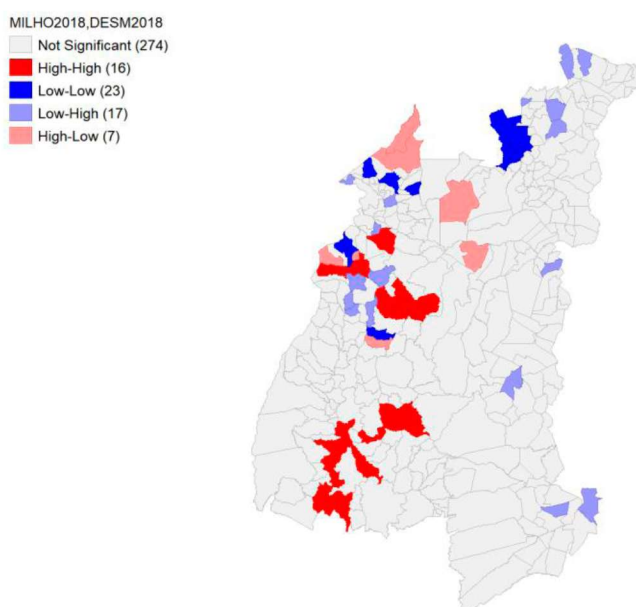 MILHO2018,DESM2018
Not Significant (274)
High-High (16)
Low-Low (23)
Low-High (17)
High-Low (7)